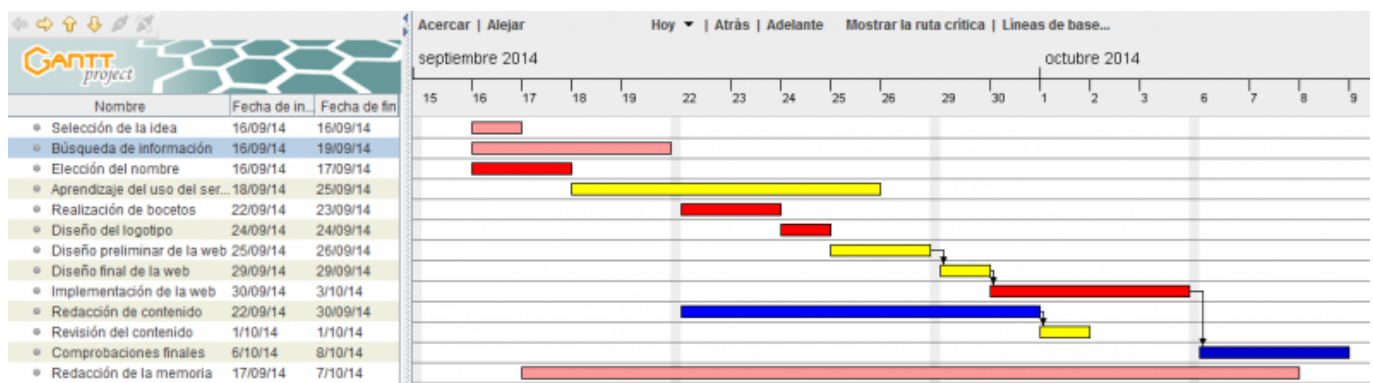 Acercar | Alejar Hoy | Atrás | Adelante Mostrar la ruta crítica | Líneas de base...
GANTT
project
septiembre 2014 octubre 2014
Nombre Fecha de in... Fecha de fin
15 16 17 18 19 22 23 24 25 26 29 30 1 2 3 6 7 8 9
Selección de la idea 16/09/14 16/09/14
Búsqueda de información 16/09/14 19/09/14
Elección del nombre 16/09/14 17/09/14
Aprendizaje del uso del ser... 18/09/14 25/09/14
Realización de bocetos 22/09/14 23/09/14
Diseño del logotipo 24/09/14 24/09/14
Diseño preliminar de la web 25/09/14 26/09/14
Diseño final de la web 29/09/14 29/09/14
Implementación de la web 30/09/14 3/10/14
Redacción de contenido 22/09/14 30/09/14
Revisión del contenido 1/10/14 1/10/14
Comprobaciones finales 6/10/14 8/10/14
Redacción de la memoria 17/09/14 7/10/14